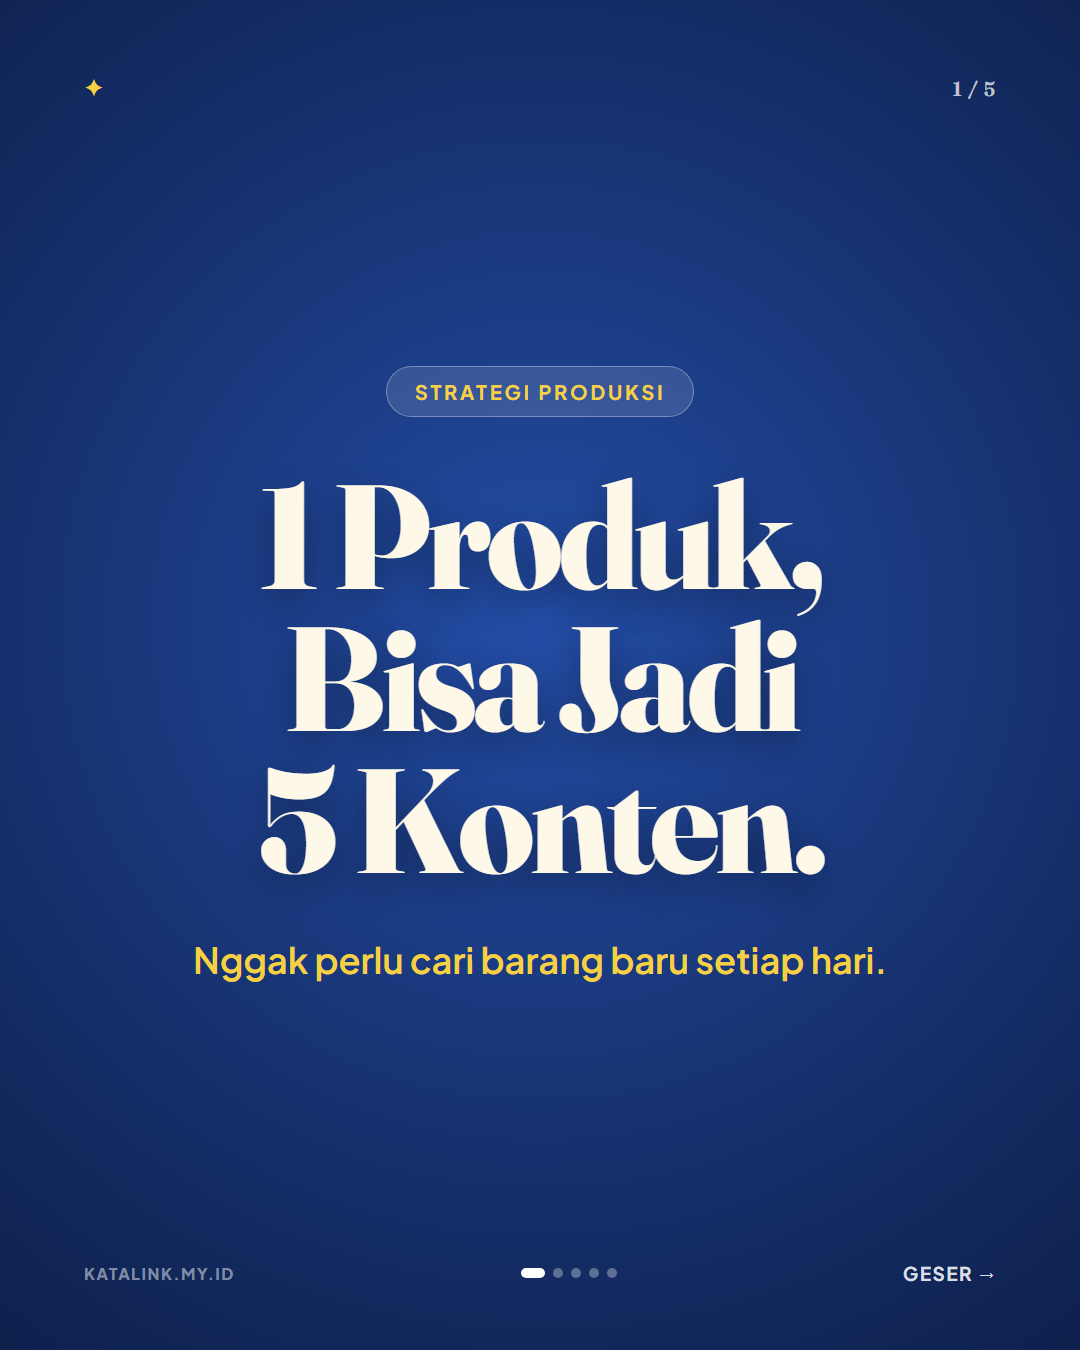 ✦
1 / 5
STRATEGI PRODUKSI
1 Produk,
Bisa Jadi
5 Konten.
Nggak perlu cari barang baru setiap hari.
KATALINK.MY.ID
GESER →